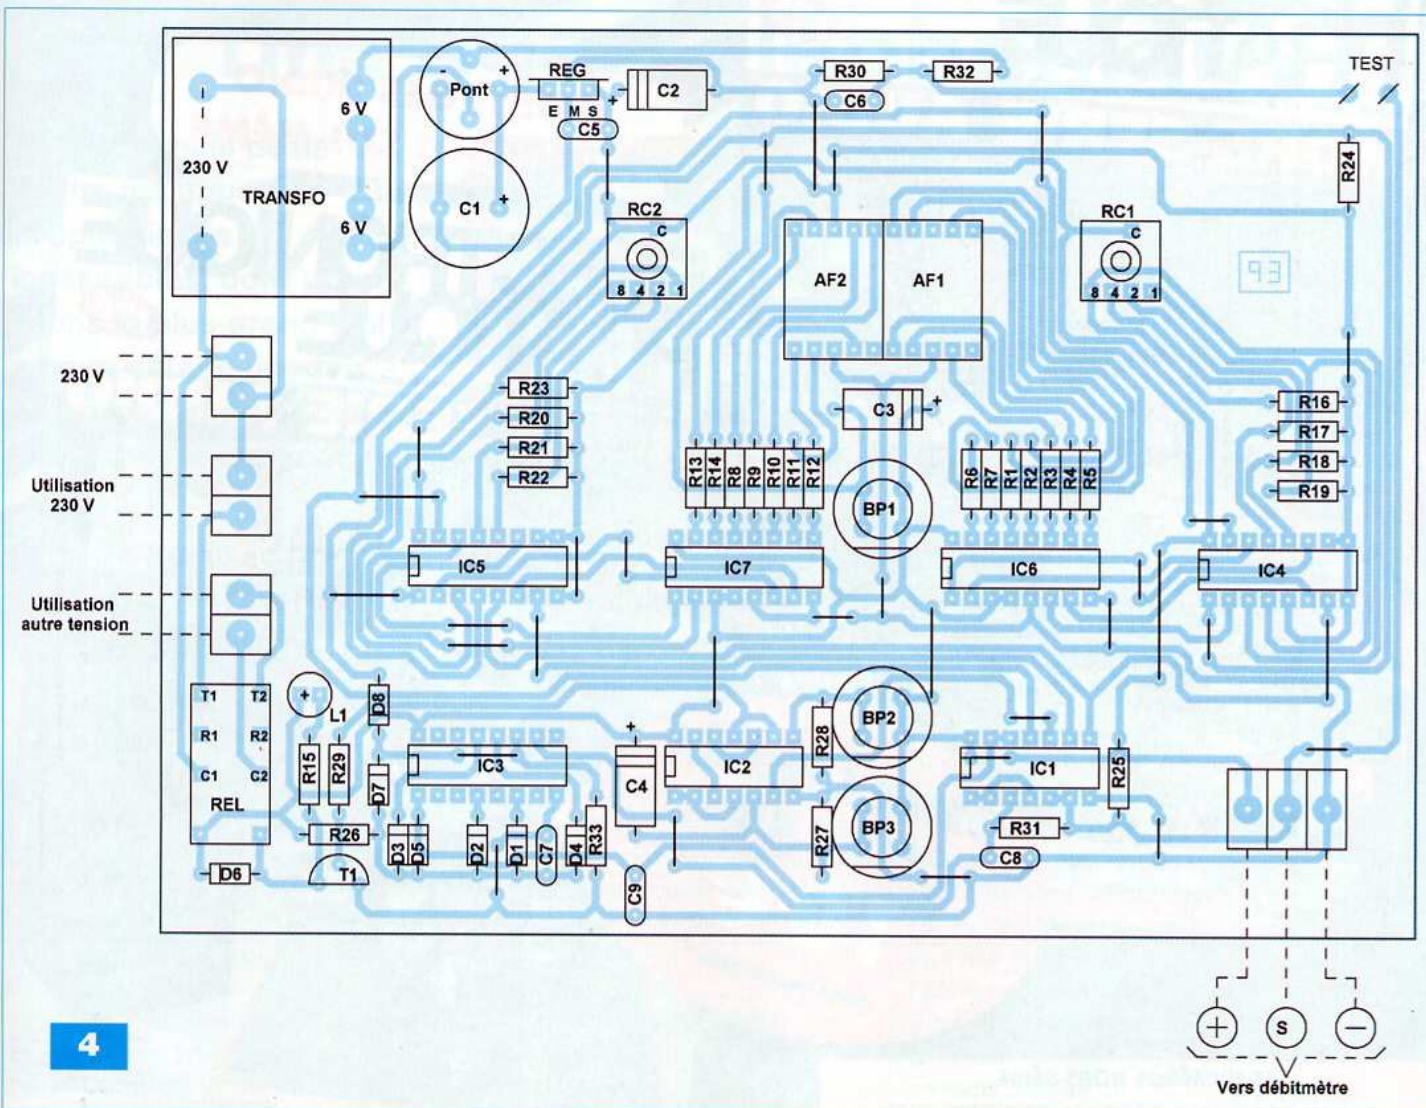 TEST
REG
Pont
-
+
R30
R32
C2
+
C6
6 V
E M S
C5
230 V
R24
TRANSFO
C1
+
RC2
RC1
6 V
C
C
93
AF2
AF1
8 4 2 1
8 4 2 1
230 V
R23
R20
R21
R22
C3
+
R16
R17
R18
R19
R13
R14
R8
R9
R10
R11
R12
R6
R7
R1
R2
R3
R4
R5
Utilisation
230 V
BP1
IC5
IC7
IC6
IC4
Utilisation
autre tension
T1
T2
+
L1
D8
R1
R2
R28
BP2
+
C1
C2
R15
R29
D7
IC3
C4
IC2
IC1
R25
REL
R26
D3
D5
D2
D1
C7
D4
R33
R27
BP3
R31
C8
D6
T1
C9
+
S
−
4
Vers débitmètre